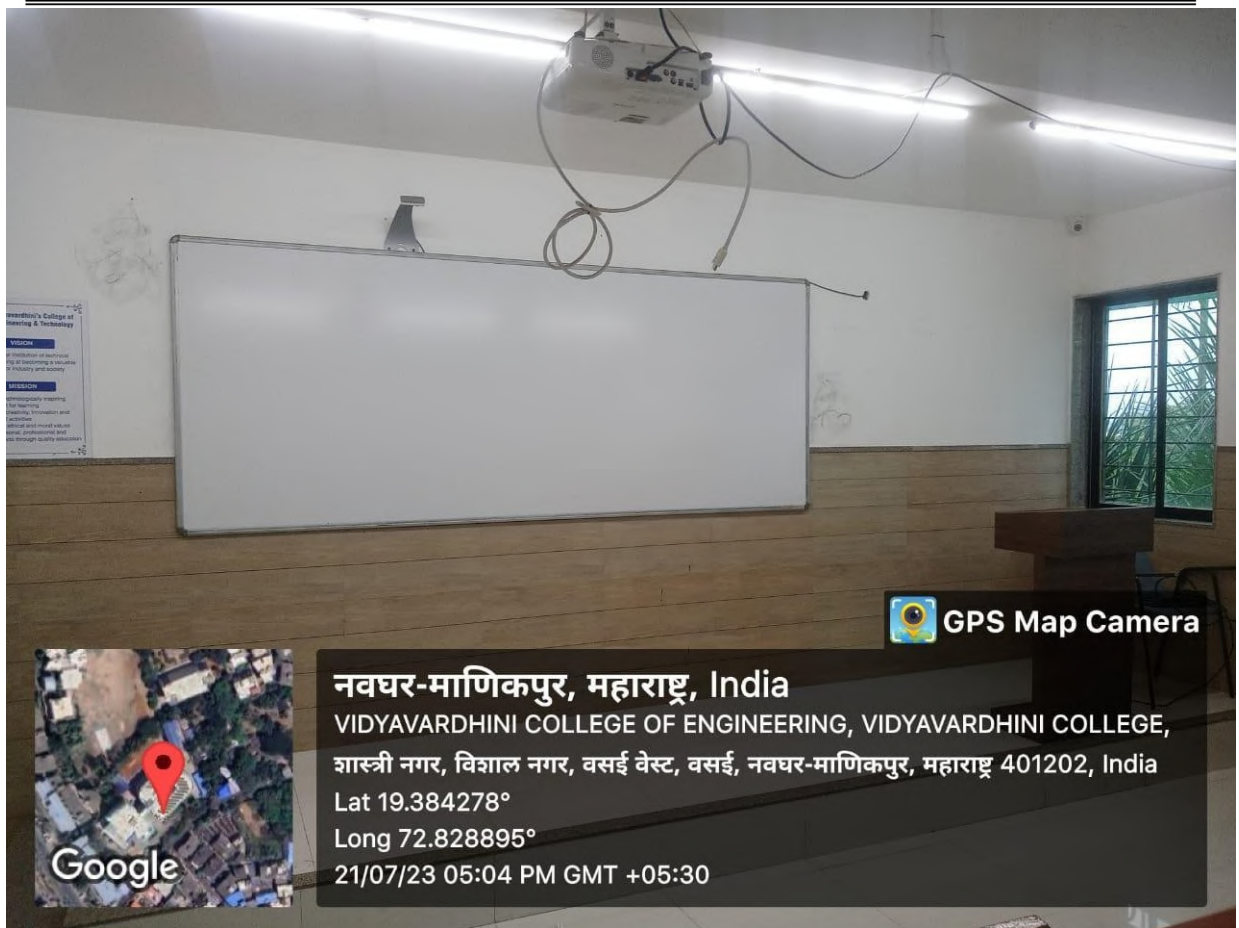 VISION
MISSION
GPS Map Camera
नवघर-माणिकपुर, महाराष्ट्र, India
VIDYAVARDHINI COLLEGE OF ENGINEERING, VIDYAVARDHINI COLLEGE,
शास्त्री नगर, विशाल नगर, वसई वेस्ट, वसई, नवघर-माणिकपुर, महाराष्ट्र 401202, India
Lat 19.384278°
Long 72.828895°
21/07/23 05:04 PM GMT +05:30
Google